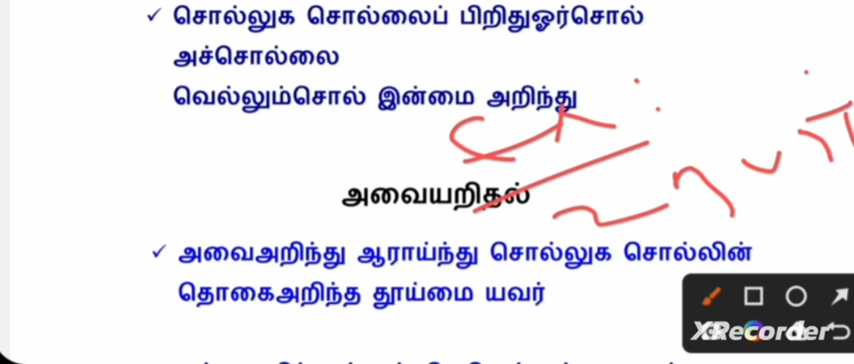 ✓ சொல்லுக சொல்லைப் பிறிதுஓர்சொல்
அச்சொல்லை
வெல்லும்சொல் இன்மை அறிந்து
அவையறிதல்
✓ அவைஅறிந்து ஆராய்ந்து சொல்லுக சொல்லின்
தொகைஅறிந்த தூய்மை யவர்
XRecorder